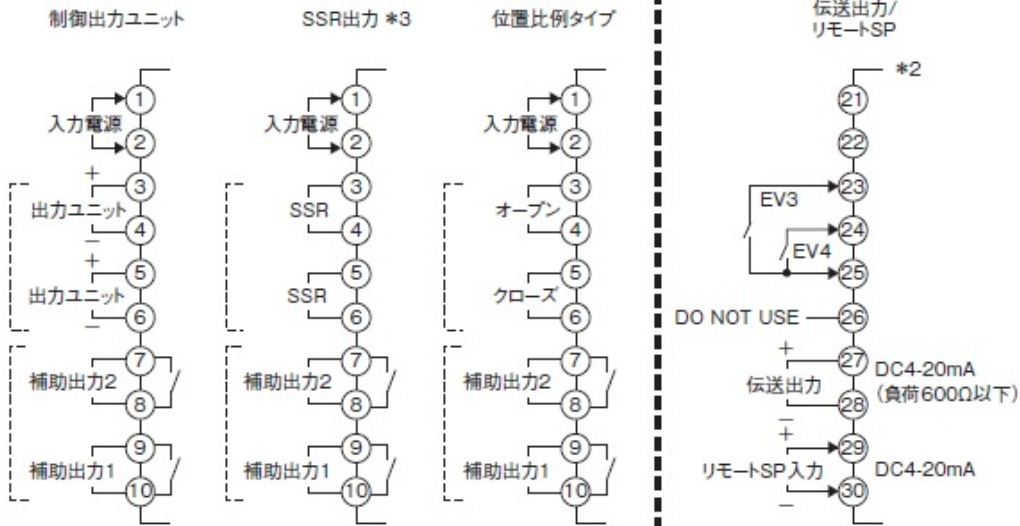 制御出力ユニット
①
入力電源
②
+
③
出力ユニット
④
−
+
⑤
出力ユニット
⑥
−
⑦
補助出力2
⑧
⑨
補助出力1
⑩
SSR出力 *3
①
入力電源
②
③
SSR
④
⑤
SSR
⑥
⑦
補助出力2
⑧
⑨
補助出力1
⑩
位置比例タイプ
①
入力電源
②
③
オープン
④
⑤
クローズ
⑥
⑦
補助出力2
⑧
⑨
補助出力1
⑩
伝送出力/
リモートSP
*2
㉑
㉒
㉓
EV3
㉔
EV4
㉕
DO NOT USE ㉖
+
㉗ DC4-20mA
伝送出力
(負荷600Ω以下)
㉘
−
+
㉙
リモートSP入力 DC4-20mA
㉚
−